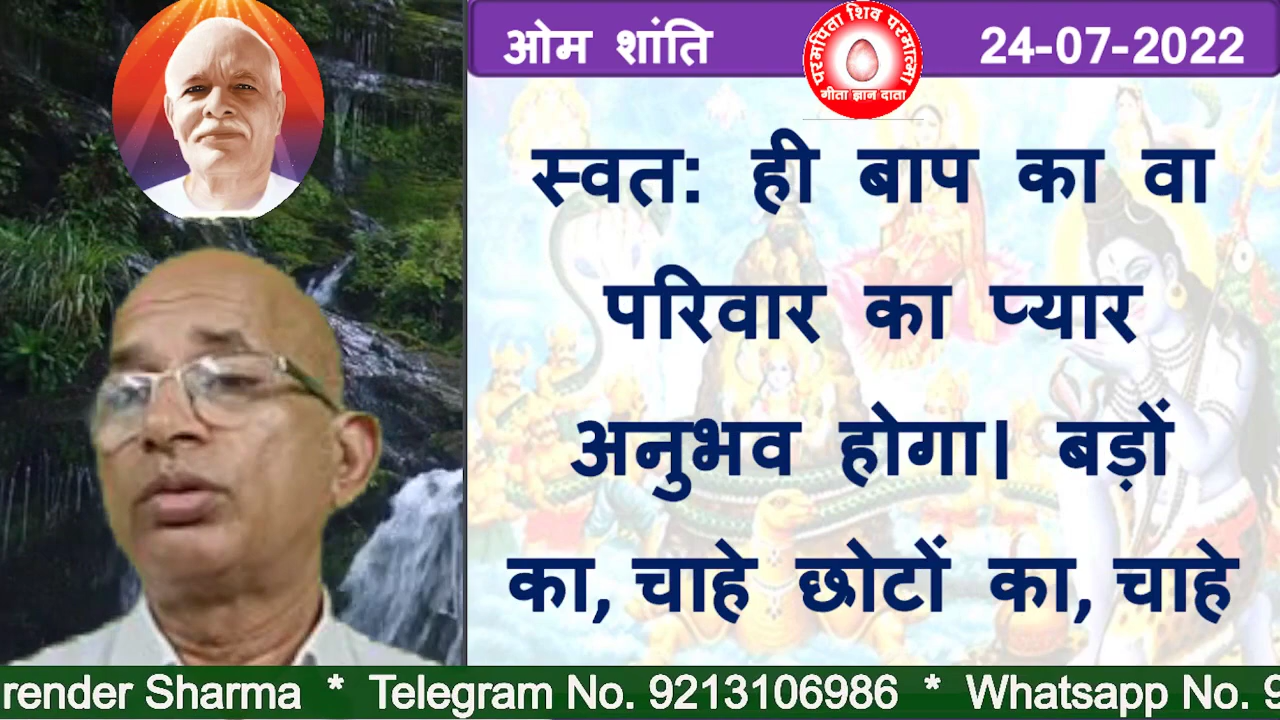 ओम शांति
परमपिता शिव परमात्मा
गीता ज्ञान दाता
24-07-2022
स्वत: ही बाप का वा
परिवार का प्यार
अनुभव होगा। बड़ों
का, चाहे छोटों का, चाहे
render Sharma * Telegram No. 9213106986 * Whatsapp No. 9